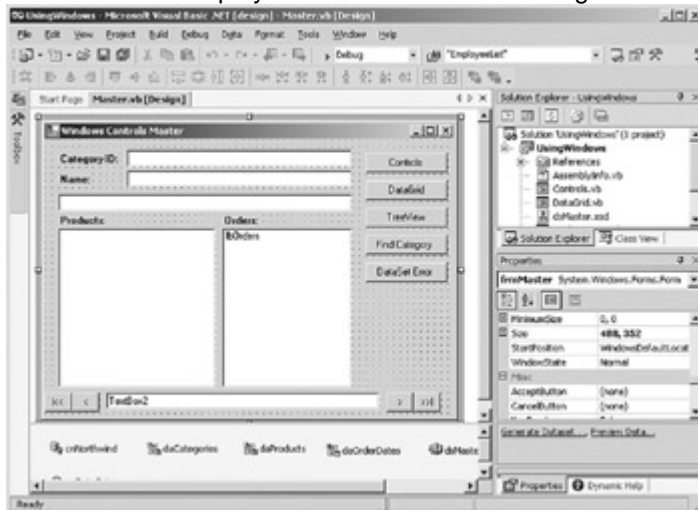 UsingWindows - Microsoft Visual Basic .NET [design] - Master.vb [Design]
File Edit View Project Build Debug Data Format Tools Window Help
Debug "EmployeeList"
Start Page Master.vb [Design]
Toolbox
Windows Controls Master
Category ID:
Name:
Products: Orders:
lbOrders
Controls
DataGrid
TreeView
Find Category
DataSet Error
<< < TextBox2 > >>
cnNorthwind daCategories daProducts daOrderDates dsMaste
Solution Explorer - UsingWindows
Solution 'UsingWindows' (1 project)
UsingWindows
References
AssemblyInfo.vb
Controls.vb
DataGrid.vb
dsMaster.xsd
Solution Explorer Class View
Properties
frmMaster System.Windows.Forms.Form
MinimumSize 0, 0
Size 488, 352
StartPosition WindowsDefaultLocat
WindowState Normal
Misc
AcceptButton (none)
CancelButton (none)
Generate Dataset..., Preview Data...
Properties Dynamic Help
Ready